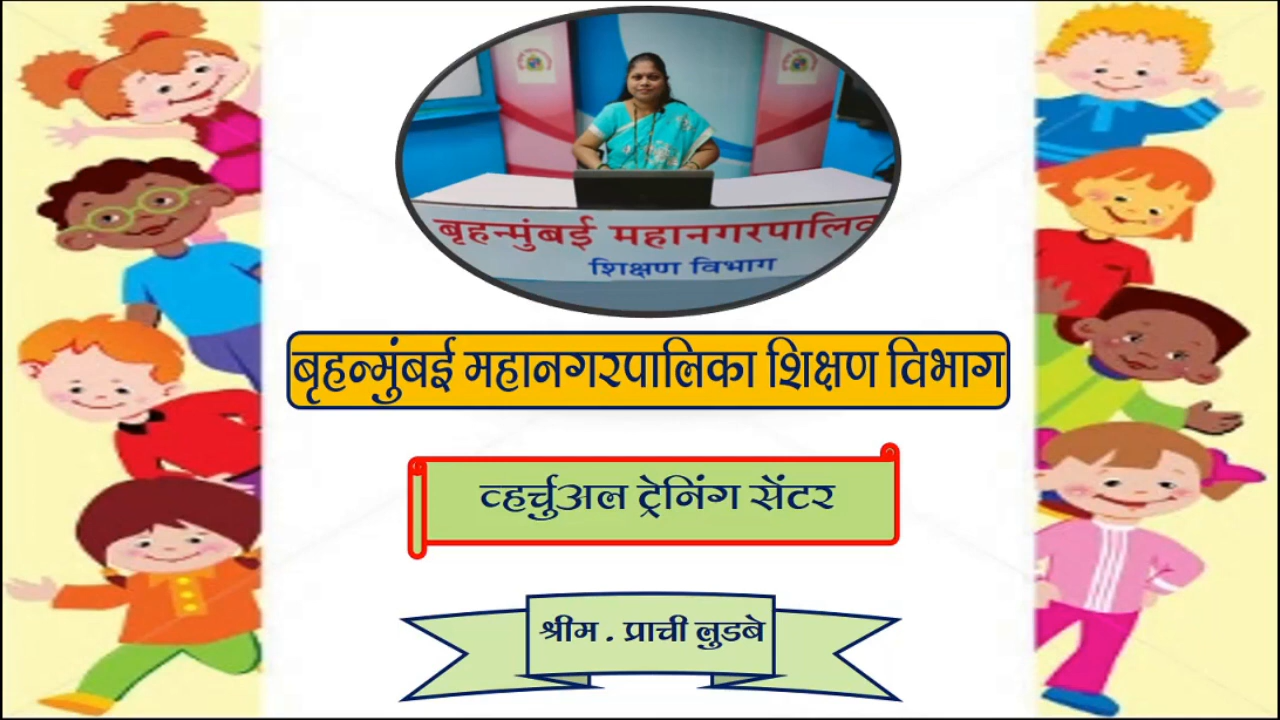 बृहन्मुंबई महानगरपालिक
शिक्षण विभाग
बृहन्मुंबई महानगरपालिका शिक्षण विभाग
व्हर्च्युअल ट्रेनिंग सेंटर
श्रीम . प्राची लुडबे